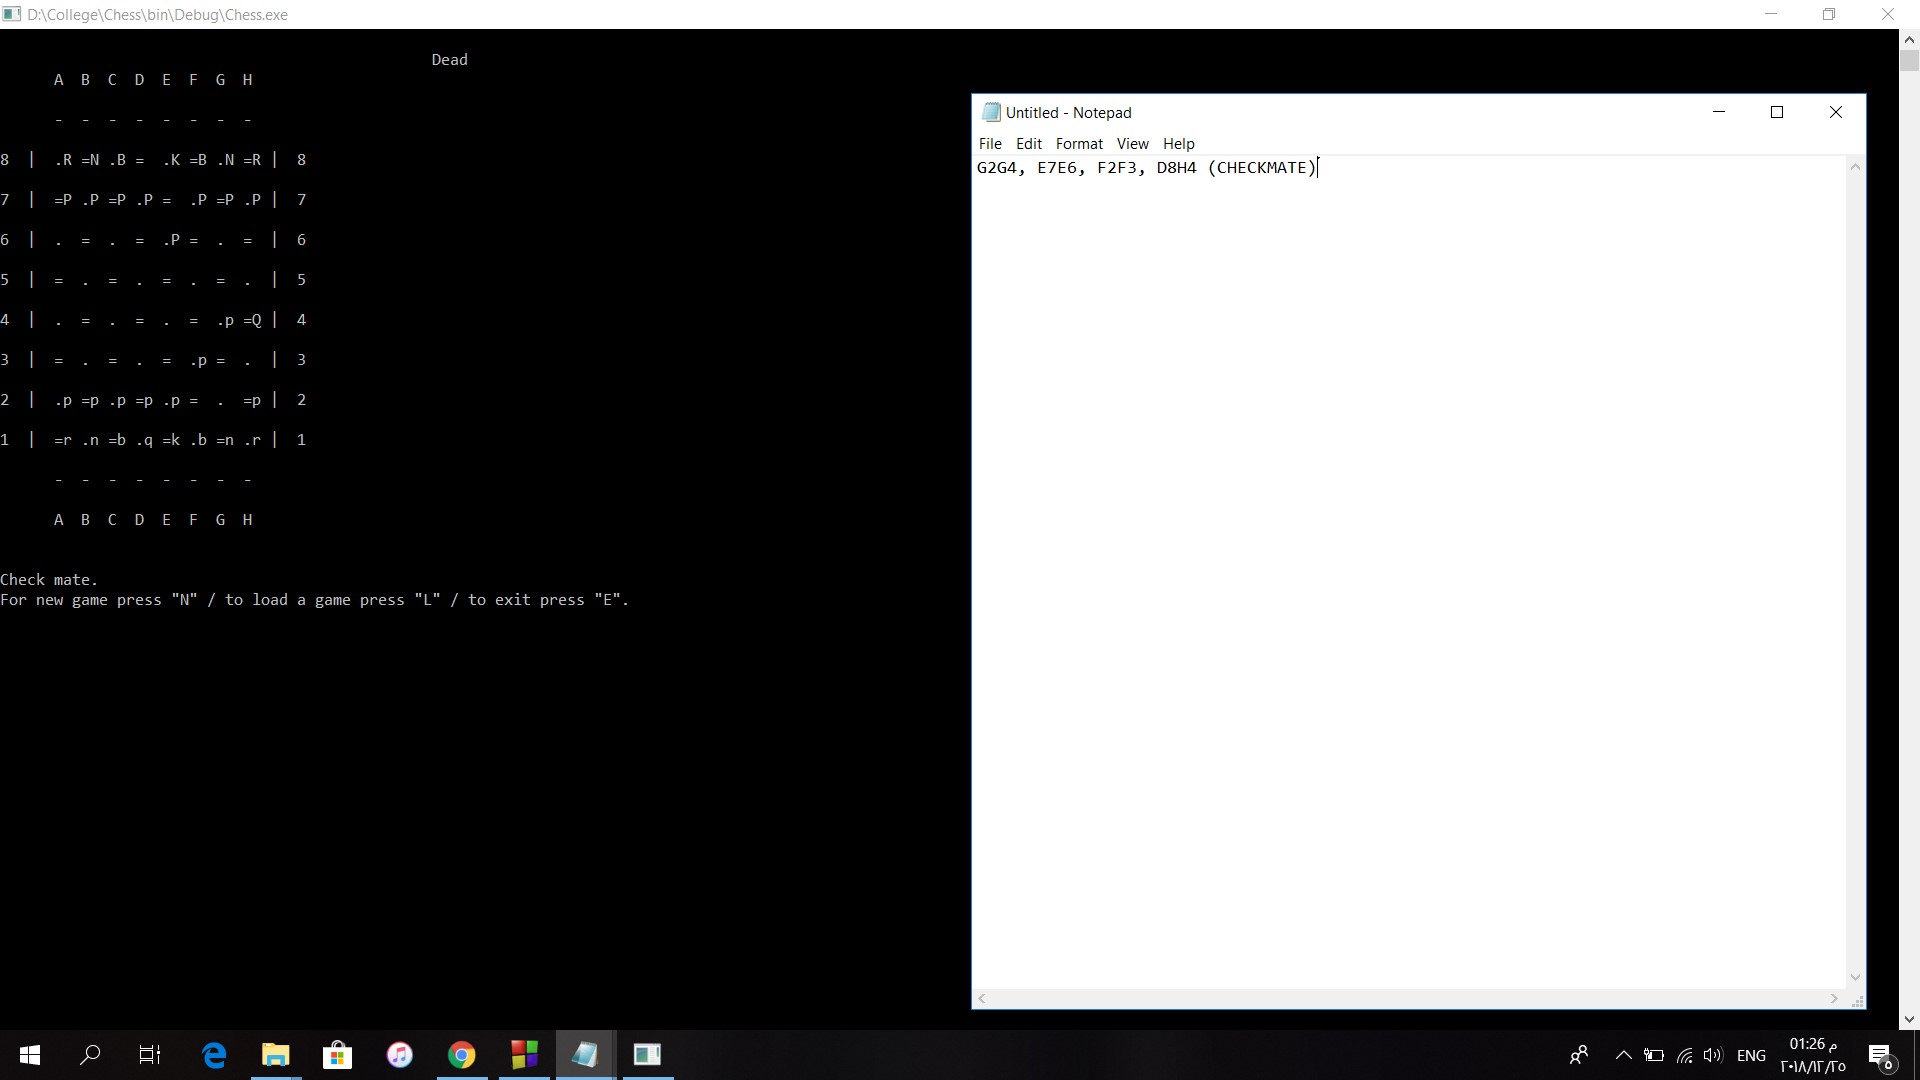 D:\College\Chess\bin\Debug\Chess.exe
Dead
A B C D E F G H
- - - - - - - -
8 | .R =N .B = .K =B .N =R | 8
7 | =P .P =P .P = .P =P .P | 7
6 | . = . = .P = . = | 6
5 | = . = . = . = . | 5
4 | . = . = . = .p =Q | 4
3 | = . = . = .p = . | 3
2 | .p =p .p =p .p = . =p | 2
1 | =r .n =b .q =k .b =n .r | 1
- - - - - - - -
A B C D E F G H
Check mate.
For new game press "N" / to load a game press "L" / to exit press "E".
Untitled - Notepad
File Edit Format View Help
G2G4, E7E6, F2F3, D8H4 (CHECKMATE)
ENG
01:26 م
٢٠١٨/١٢/٢٥
٥